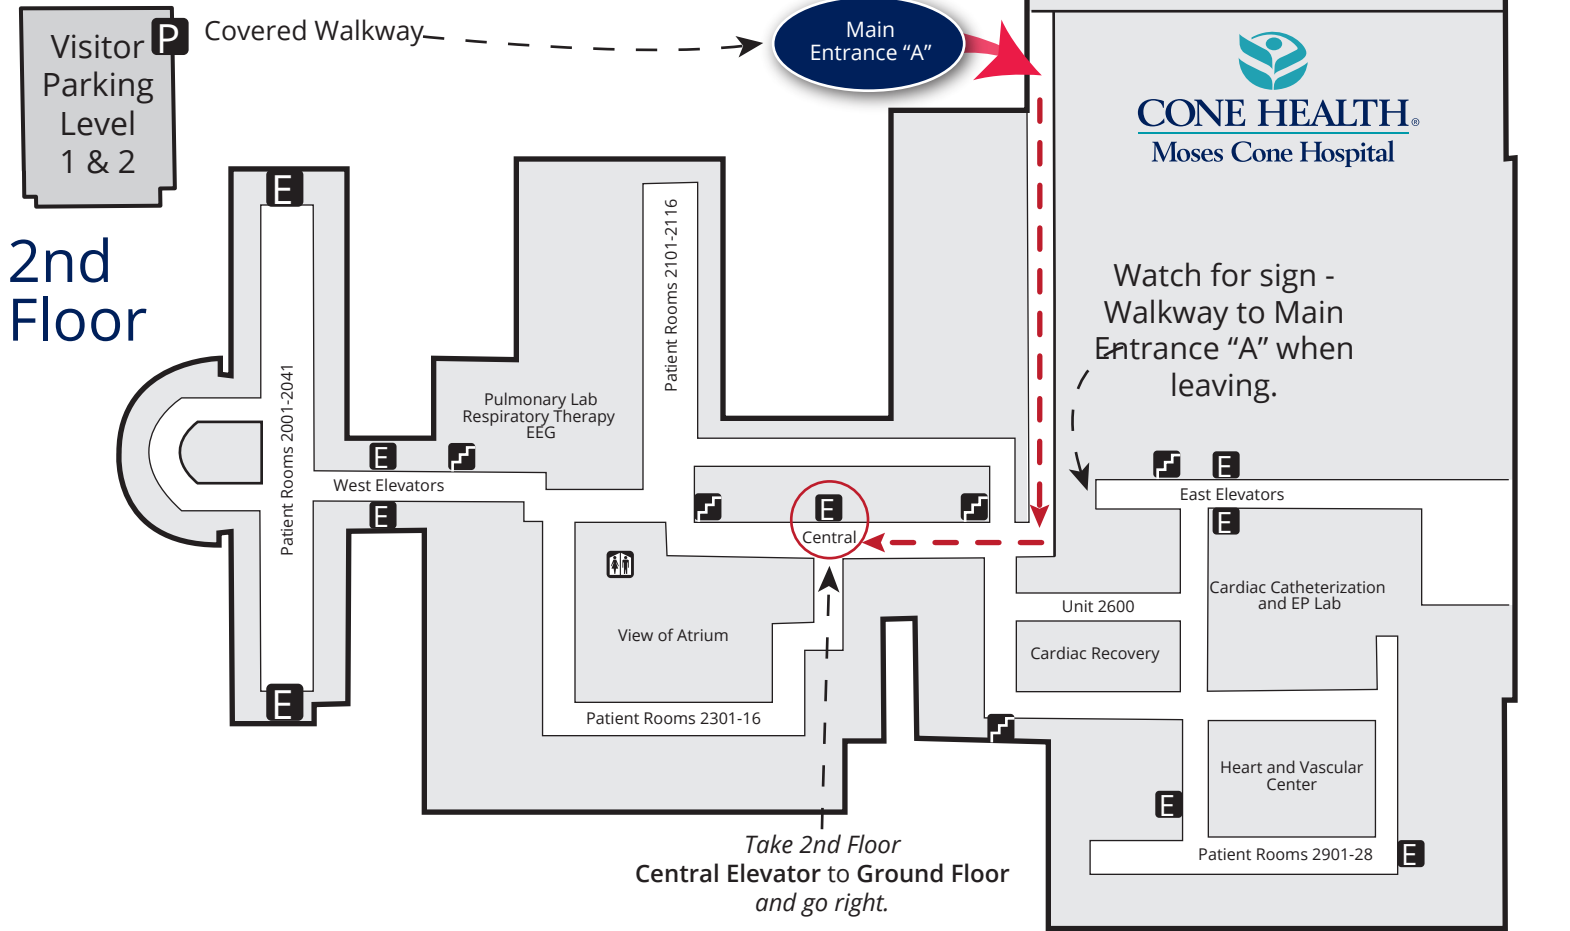 Visitor
Parking
Level
1 & 2
P
Covered Walkway
Main
Entrance “A”
CONE HEALTH®
Moses Cone Hospital
2nd
Floor
E
Patient Rooms 2001-2041
E
E
E
West Elevators
Pulmonary Lab
Respiratory Therapy
EEG
Patient Rooms 2101-2116
E
Central
View of Atrium
Patient Rooms 2301-16
Watch for sign -
Walkway to Main
Entrance “A” when
leaving.
E
East Elevators
E
Cardiac Catheterization
and EP Lab
Unit 2600
Cardiac Recovery
Heart and Vascular
Center
E
Patient Rooms 2901-28
E
Take 2nd Floor
Central Elevator to Ground Floor
and go right.